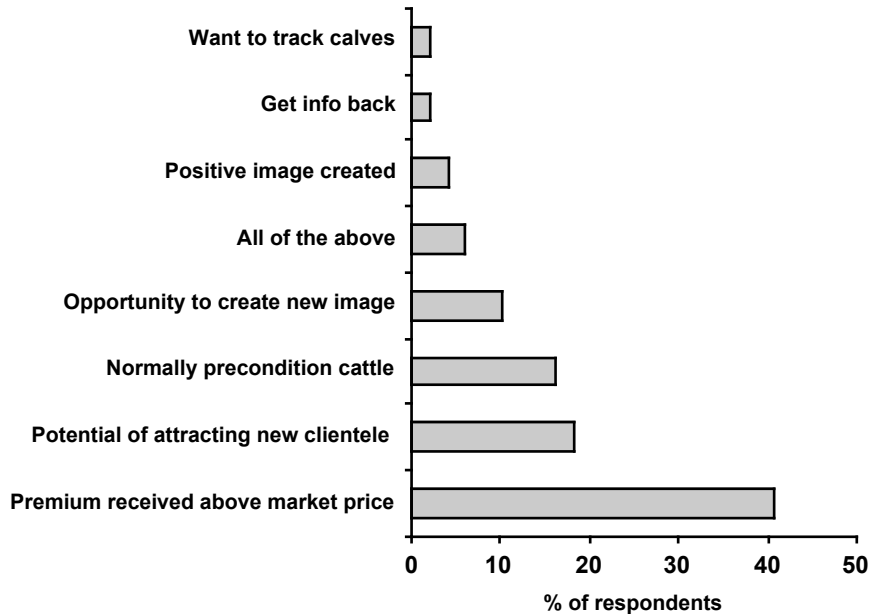 Want to track calves
Get info back
Positive image created
All of the above
Opportunity to create new image
Normally precondition cattle
Potential of attracting new clientele
Premium received above market price
0 10 20 30 40 50
% of respondents